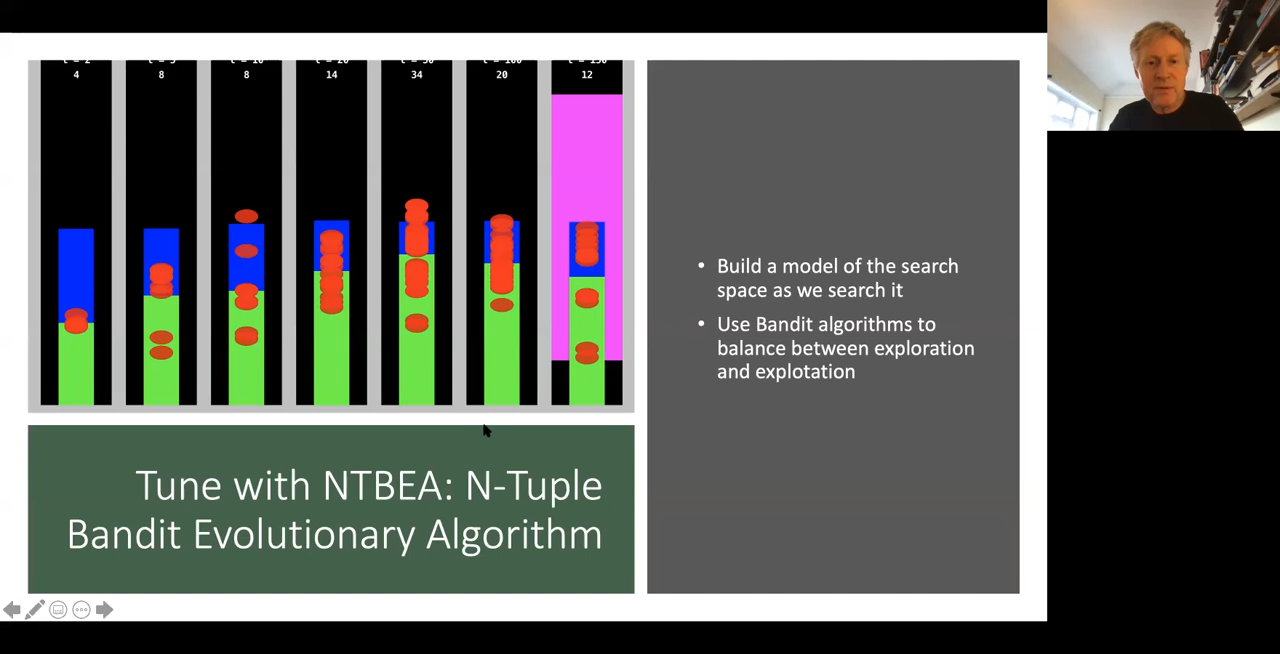 4
8
8
14
34
20
12
• Build a model of the search
space as we search it
• Use Bandit algorithms to
balance between exploration
and explotation
Tune with NTBEA: N-Tuple
Bandit Evolutionary Algorithm